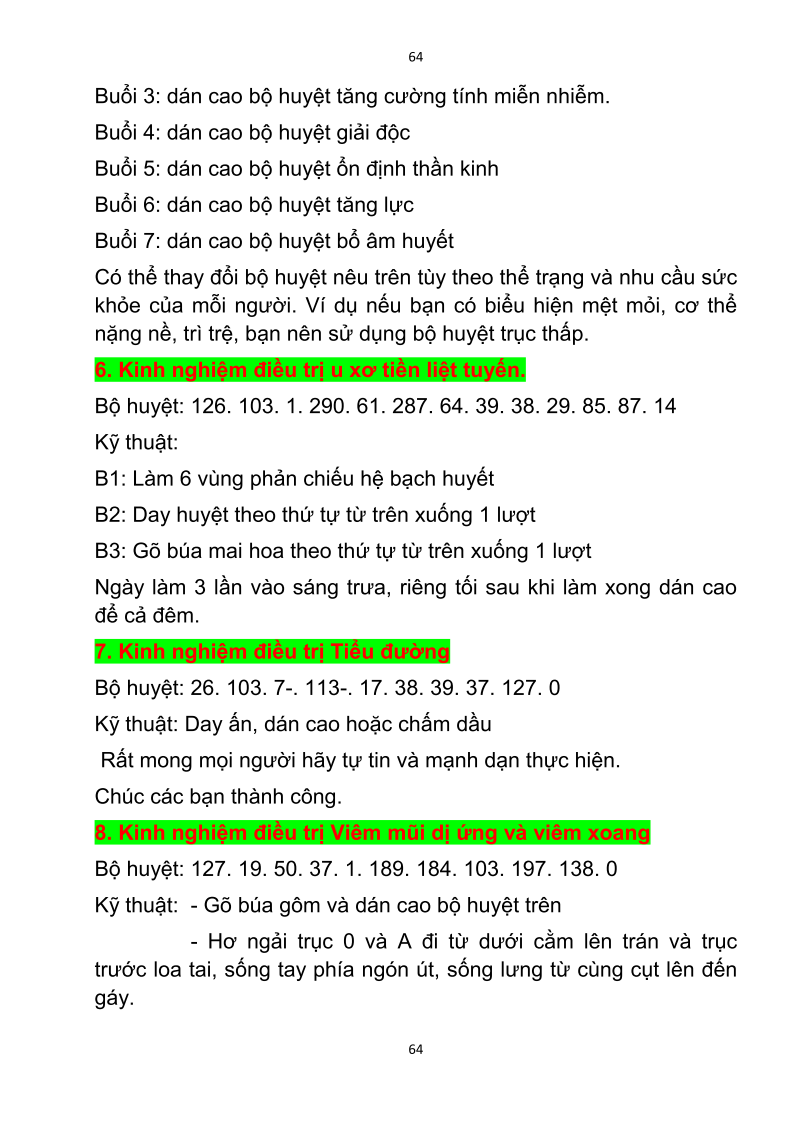 64
Buổi 3: dán cao bộ huyệt tăng cường tính miễn nhiễm.
Buổi 4: dán cao bộ huyệt giải độc
Buổi 5: dán cao bộ huyệt ổn định thần kinh
Buổi 6: dán cao bộ huyệt tăng lực
Buổi 7: dán cao bộ huyệt bổ âm huyết
Có thể thay đổi bộ huyệt nêu trên tùy theo thể trạng và nhu cầu sức
khỏe của mỗi người. Ví dụ nếu bạn có biểu hiện mệt mỏi, cơ thể
nặng nề, trì trệ, bạn nên sử dụng bộ huyệt trục thấp.
6. Kinh nghiệm điều trị u xơ tiền liệt tuyến.
Bộ huyệt: 126. 103. 1. 290. 61. 287. 64. 39. 38. 29. 85. 87. 14
Kỹ thuật:
B1: Làm 6 vùng phản chiếu hệ bạch huyết
B2: Day huyệt theo thứ tự từ trên xuống 1 lượt
B3: Gõ búa mai hoa theo thứ tự từ trên xuống 1 lượt
Ngày làm 3 lần vào sáng trưa, riêng tối sau khi làm xong dán cao
để cả đêm.
7. Kinh nghiệm điều trị Tiểu đường
Bộ huyệt: 26. 103. 7-. 113-. 17. 38. 39. 37. 127. 0
Kỹ thuật: Day ấn, dán cao hoặc chấm dầu
Rất mong mọi người hãy tự tin và mạnh dạn thực hiện.
Chúc các bạn thành công.
8. Kinh nghiệm điều trị Viêm mũi dị ứng và viêm xoang
Bộ huyệt: 127. 19. 50. 37. 1. 189. 184. 103. 197. 138. 0
Kỹ thuật: - Gõ búa gôm và dán cao bộ huyệt trên
- Hơ ngải trục 0 và A đi từ dưới cằm lên trán và trục
trước loa tai, sống tay phía ngón út, sống lưng từ cùng cụt lên đến
gáy.
64